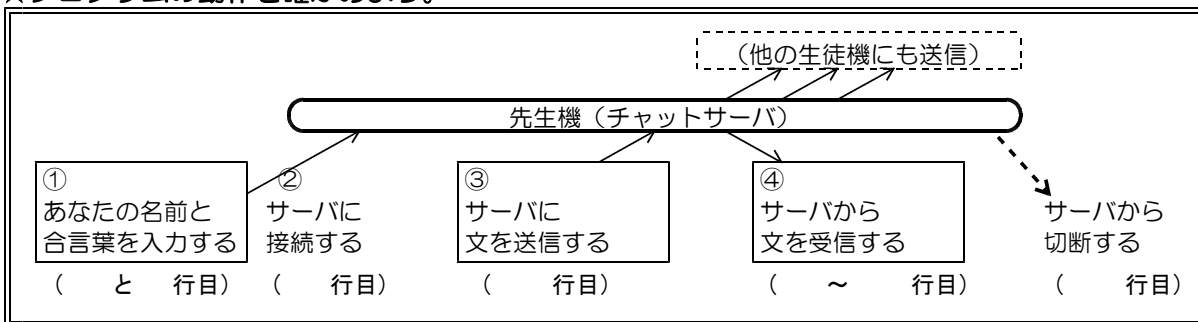 ☆プログラムの動作を確かめよう。
(他の生徒機にも送信)
先生機(チャットサーバ)
①
あなたの名前と
合言葉を入力する
( と 行目)
②
サーバに
接続する
( 行目)
③
サーバに
文を送信する
( 行目)
④
サーバから
文を受信する
( ~ 行目)
サーバから
切断する
( 行目)